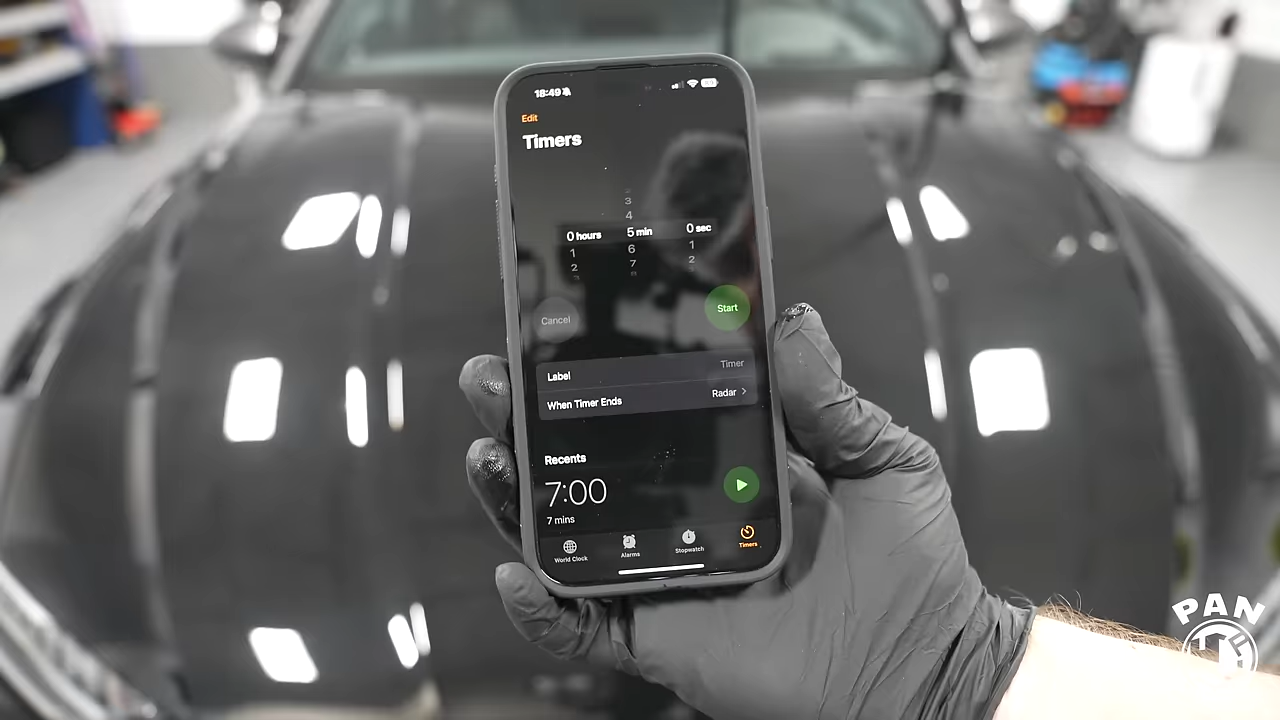 18:49
Edit
Timers
3
4
0 hours 5 min 0 sec
1 6 1
2 7 2
Cancel
Start
Label Timer
When Timer Ends Radar
Recents
7:00
7 mins
World Clock Alarms Stopwatch Timers
PAN